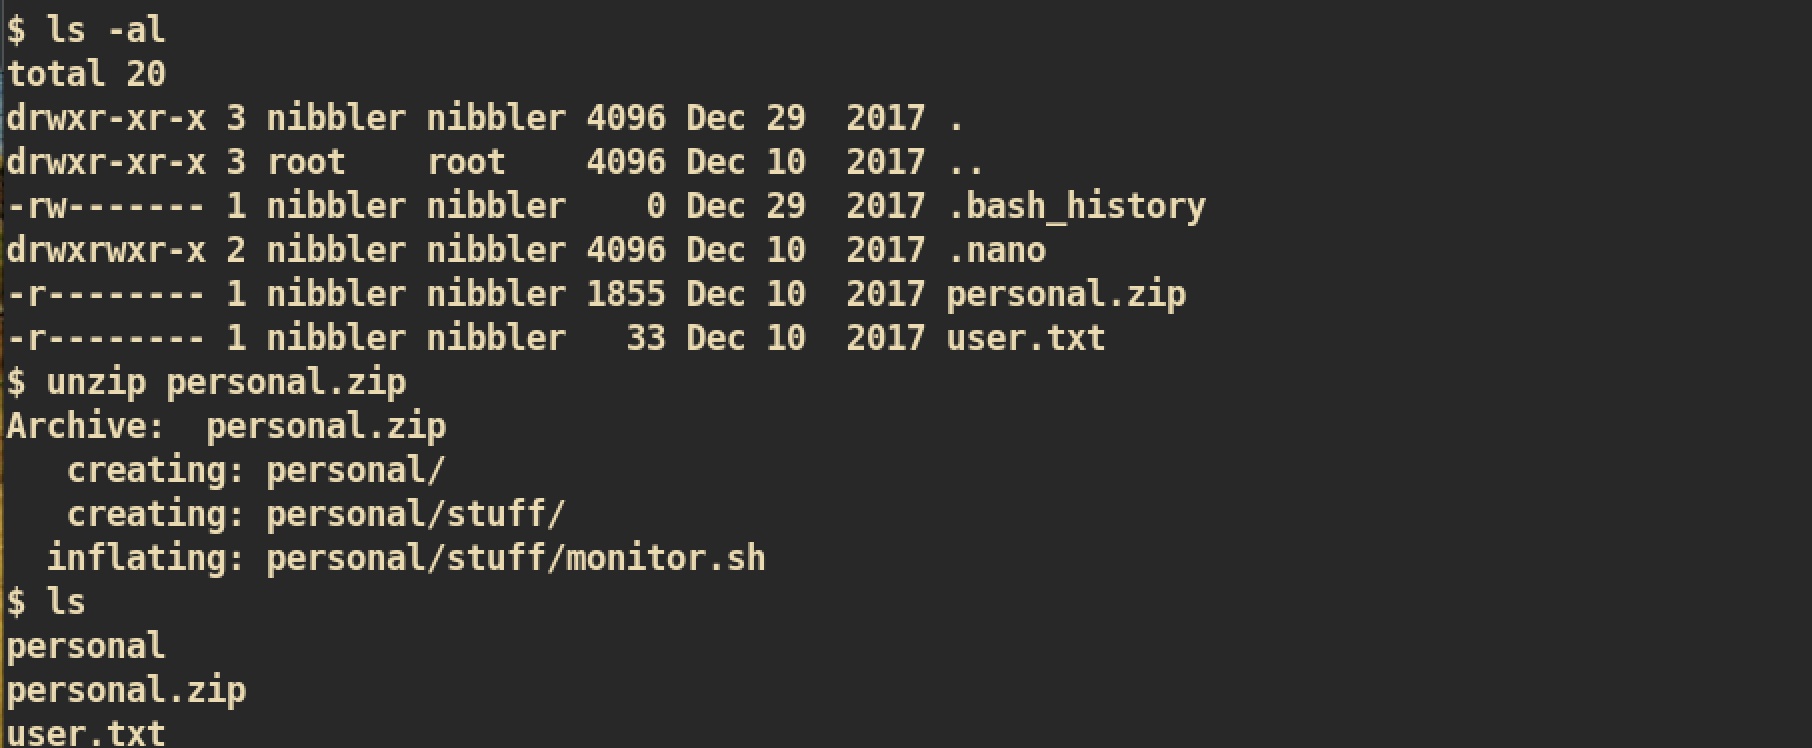 $ ls -al
total 20
drwxr-xr-x 3 nibbler nibbler 4096 Dec 29  2017 .
drwxr-xr-x 3 root    root    4096 Dec 10  2017 ..
-rw------- 1 nibbler nibbler    0 Dec 29  2017 .bash_history
drwxrwxr-x 2 nibbler nibbler 4096 Dec 10  2017 .nano
-r-------- 1 nibbler nibbler 1855 Dec 10  2017 personal.zip
-r-------- 1 nibbler nibbler   33 Dec 10  2017 user.txt
$ unzip personal.zip
Archive:  personal.zip
   creating: personal/
   creating: personal/stuff/
  inflating: personal/stuff/monitor.sh
$ ls
personal
personal.zip
user.txt